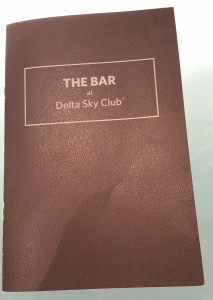 THE BAR
at
Delta Sky Club®